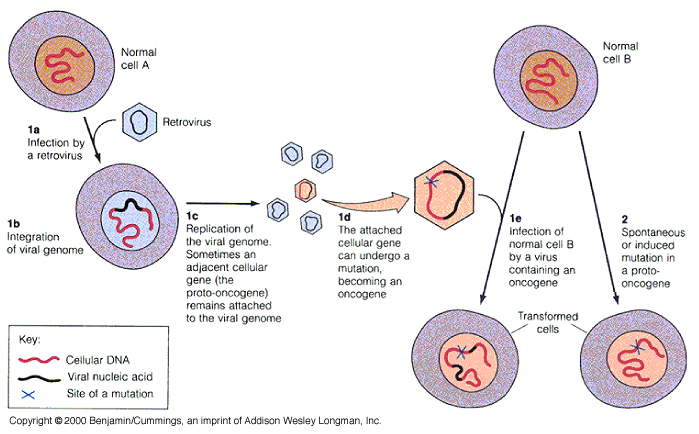 Normal
cell A
Normal
cell B
Retrovirus
1a
Infection by
a retrovirus
1b
Integration
of viral genome
1c
Replication of
the viral genome.
Sometimes an
adjacent cellular
gene (the
proto-oncogene)
remains attached
to the viral genome
1d
The attached
cellular gene
can undergo a
mutation,
becoming an
oncogene
1e
Infection of
normal cell B
by a virus
containing an
oncogene
2
Spontaneous
or induced
mutation in
a proto-
oncogene
Transformed
cells
Key:
Cellular DNA
Viral nucleic acid
Site of a mutation
Copyright © 2000 Benjamin/Cummings, an imprint of Addison Wesley Longman, Inc.